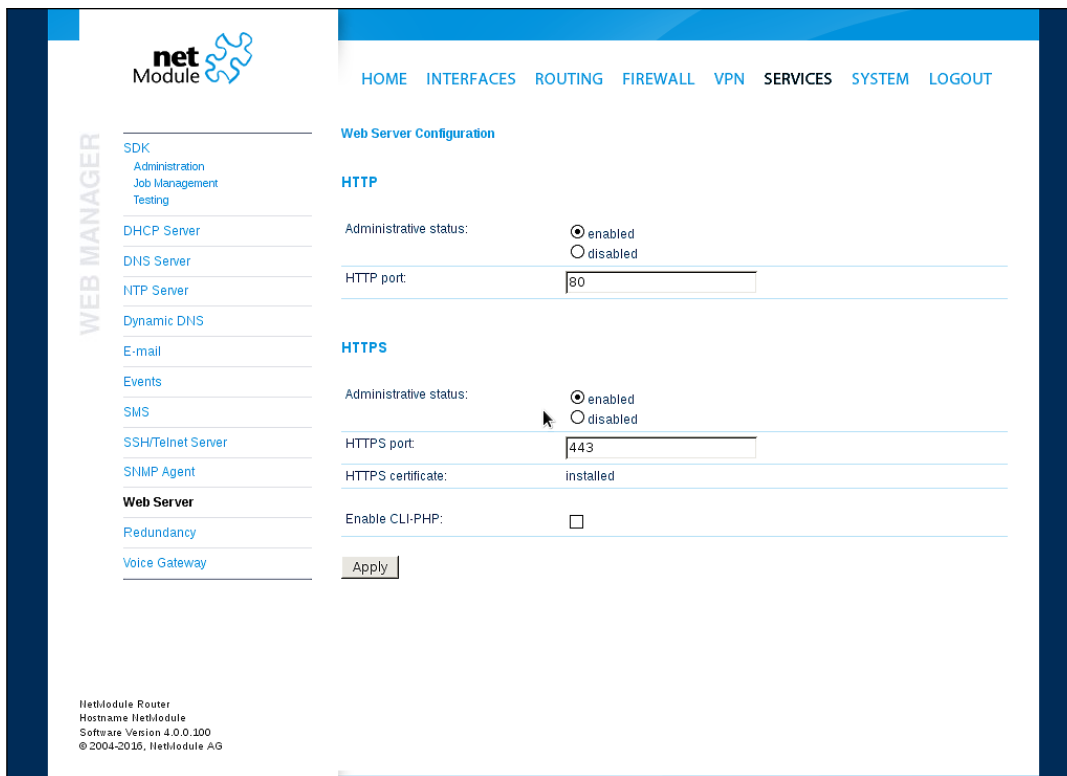 net
Module
HOME INTERFACES ROUTING FIREWALL VPN SERVICES SYSTEM LOGOUT
WEB MANAGER
SDK
Administration
Job Management
Testing
DHCP Server
DNS Server
NTP Server
Dynamic DNS
E-mail
Events
SMS
SSH/Telnet Server
SNMP Agent
Web Server
Redundancy
Voice Gateway
Web Server Configuration
HTTP
Administrative status:
enabled
disabled
HTTP port:
80
HTTPS
Administrative status:
enabled
disabled
HTTPS port:
443
HTTPS certificate:
installed
Enable CLI-PHP:
Apply
NetModule Router
Hostname NetModule
Software Version 4.0.0.100
© 2004-2016, NetModule AG